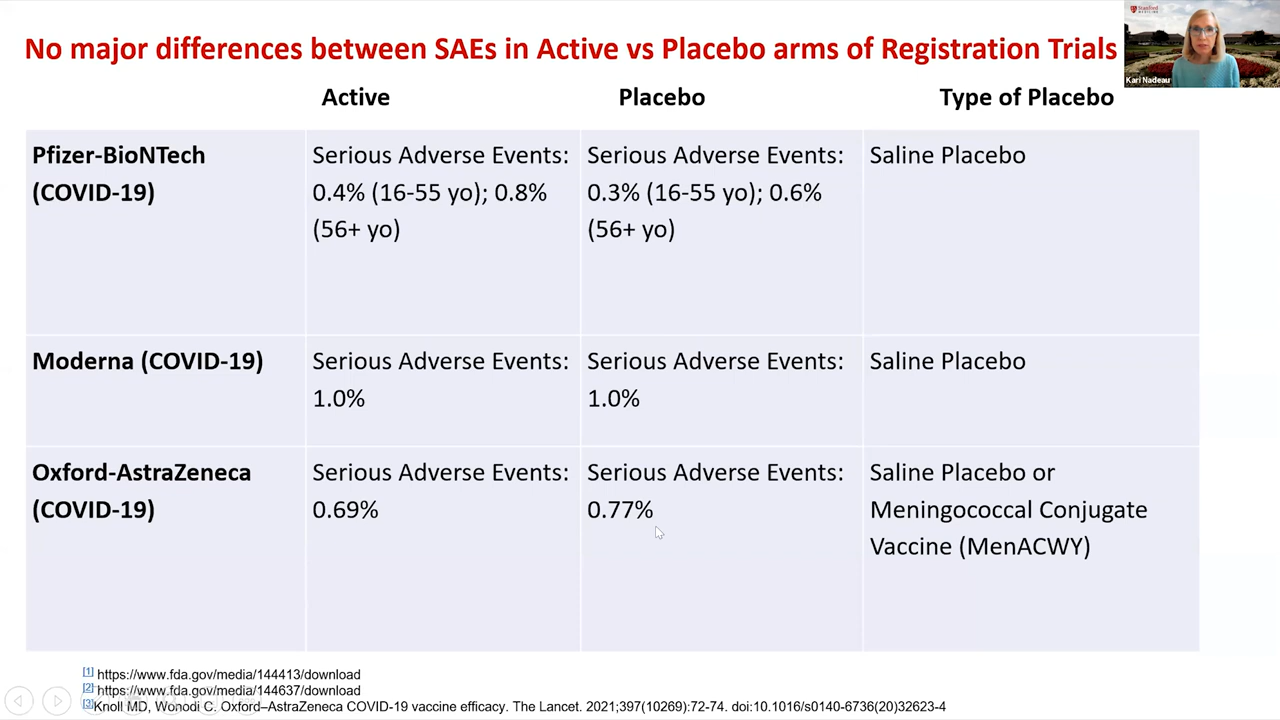 No major differences between SAEs in Active vs Placebo arms of Registration Trials
Stanford
MEDICINE
Kari Nadeau
Active
Placebo
Type of Placebo
Pfizer-BioNTech
(COVID-19)
Serious Adverse Events:
0.4% (16-55 yo); 0.8%
(56+ yo)
Serious Adverse Events:
0.3% (16-55 yo); 0.6%
(56+ yo)
Saline Placebo
Moderna (COVID-19)
Serious Adverse Events:
1.0%
Serious Adverse Events:
1.0%
Saline Placebo
Oxford-AstraZeneca
(COVID-19)
Serious Adverse Events:
0.69%
Serious Adverse Events:
0.77%
Saline Placebo or
Meningococcal Conjugate
Vaccine (MenACWY)
[1] https://www.fda.gov/media/144413/download
[2] https://www.fda.gov/media/144637/download
[3]Knoll MD, Wonodi C. Oxford–AstraZeneca COVID-19 vaccine efficacy. The Lancet. 2021;397(10269):72-74. doi:10.1016/s0140-6736(20)32623-4